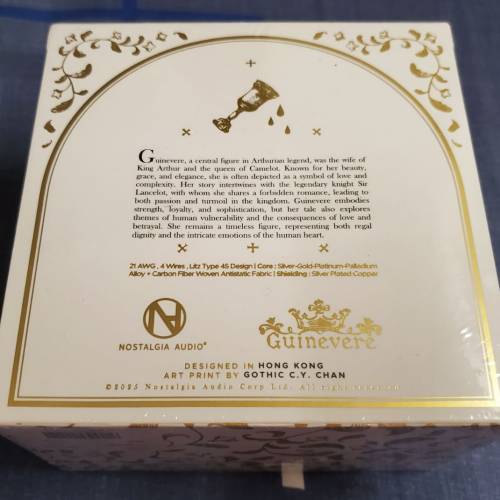 Guinevere, a central figure in Arthurian legend, was the wife of
King Arthur and the queen of Camelot. Known for her beauty,
grace, and elegance, she is often depicted as a symbol of love and
complexity. Her story intertwines with the legendary knight Sir
Lancelot, with whom she shares a forbidden romance, leading to
both passion and turmoil in the kingdom. Guinevere embodies
strength, loyalty, and sophistication, but her tale also explores
themes of human vulnerability and the consequences of love and
betrayal. She remains a timeless figure, representing both regal
dignity and the intricate emotions of the human heart.
21 AWG , 4 Wires , Litz Type 4S Design | Core : Silver-Gold-Platinum-Palladium
Alloy + Carbon Fiber Woven Antistatic Fabric | Shielding : Silver Plated Copper
N
NOSTALGIA AUDIO®
Guinevere
DESIGNED IN HONG KONG
ART PRINT BY GOTHIC C.Y. CHAN
©2025 Nostalgia Audio Corp Ltd. All right reserved